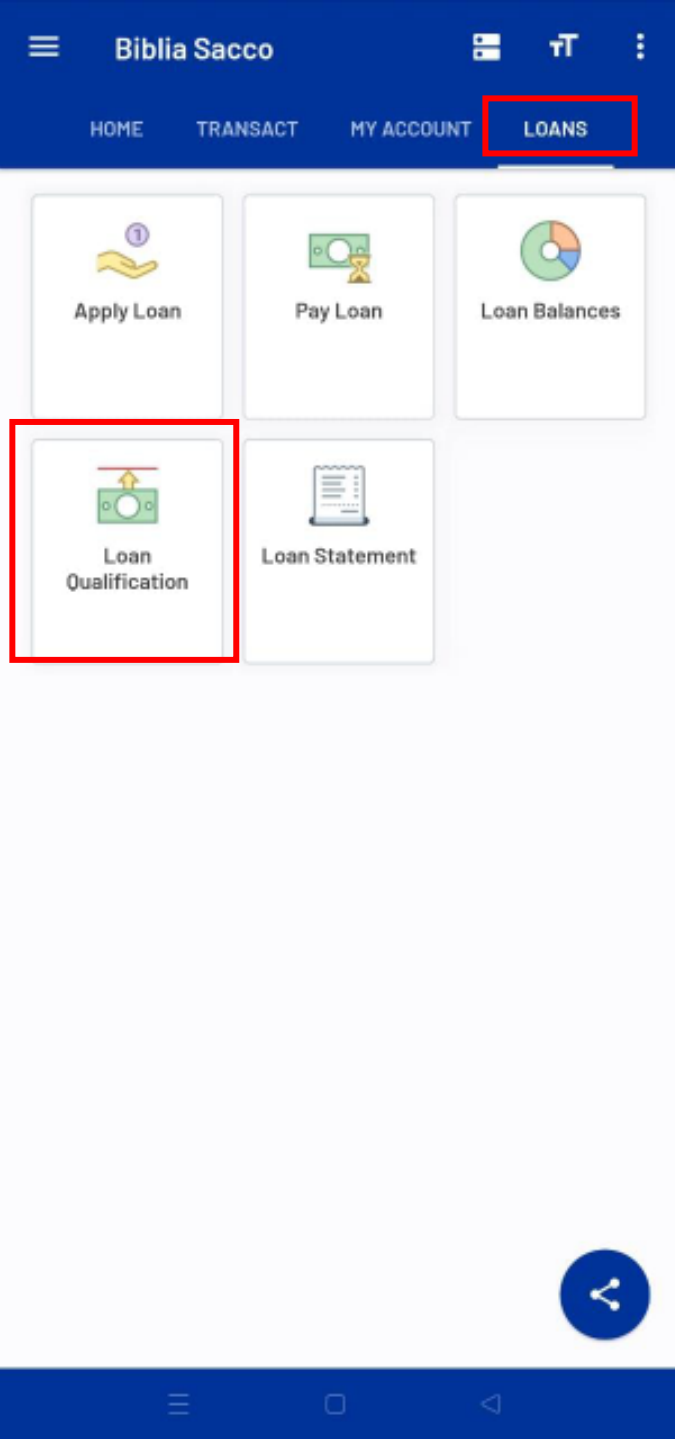 Biblia Sacco
HOME TRANSACT MY ACCOUNT LOANS
Apply Loan Pay Loan Loan Balances
Loan Qualification Loan Statement